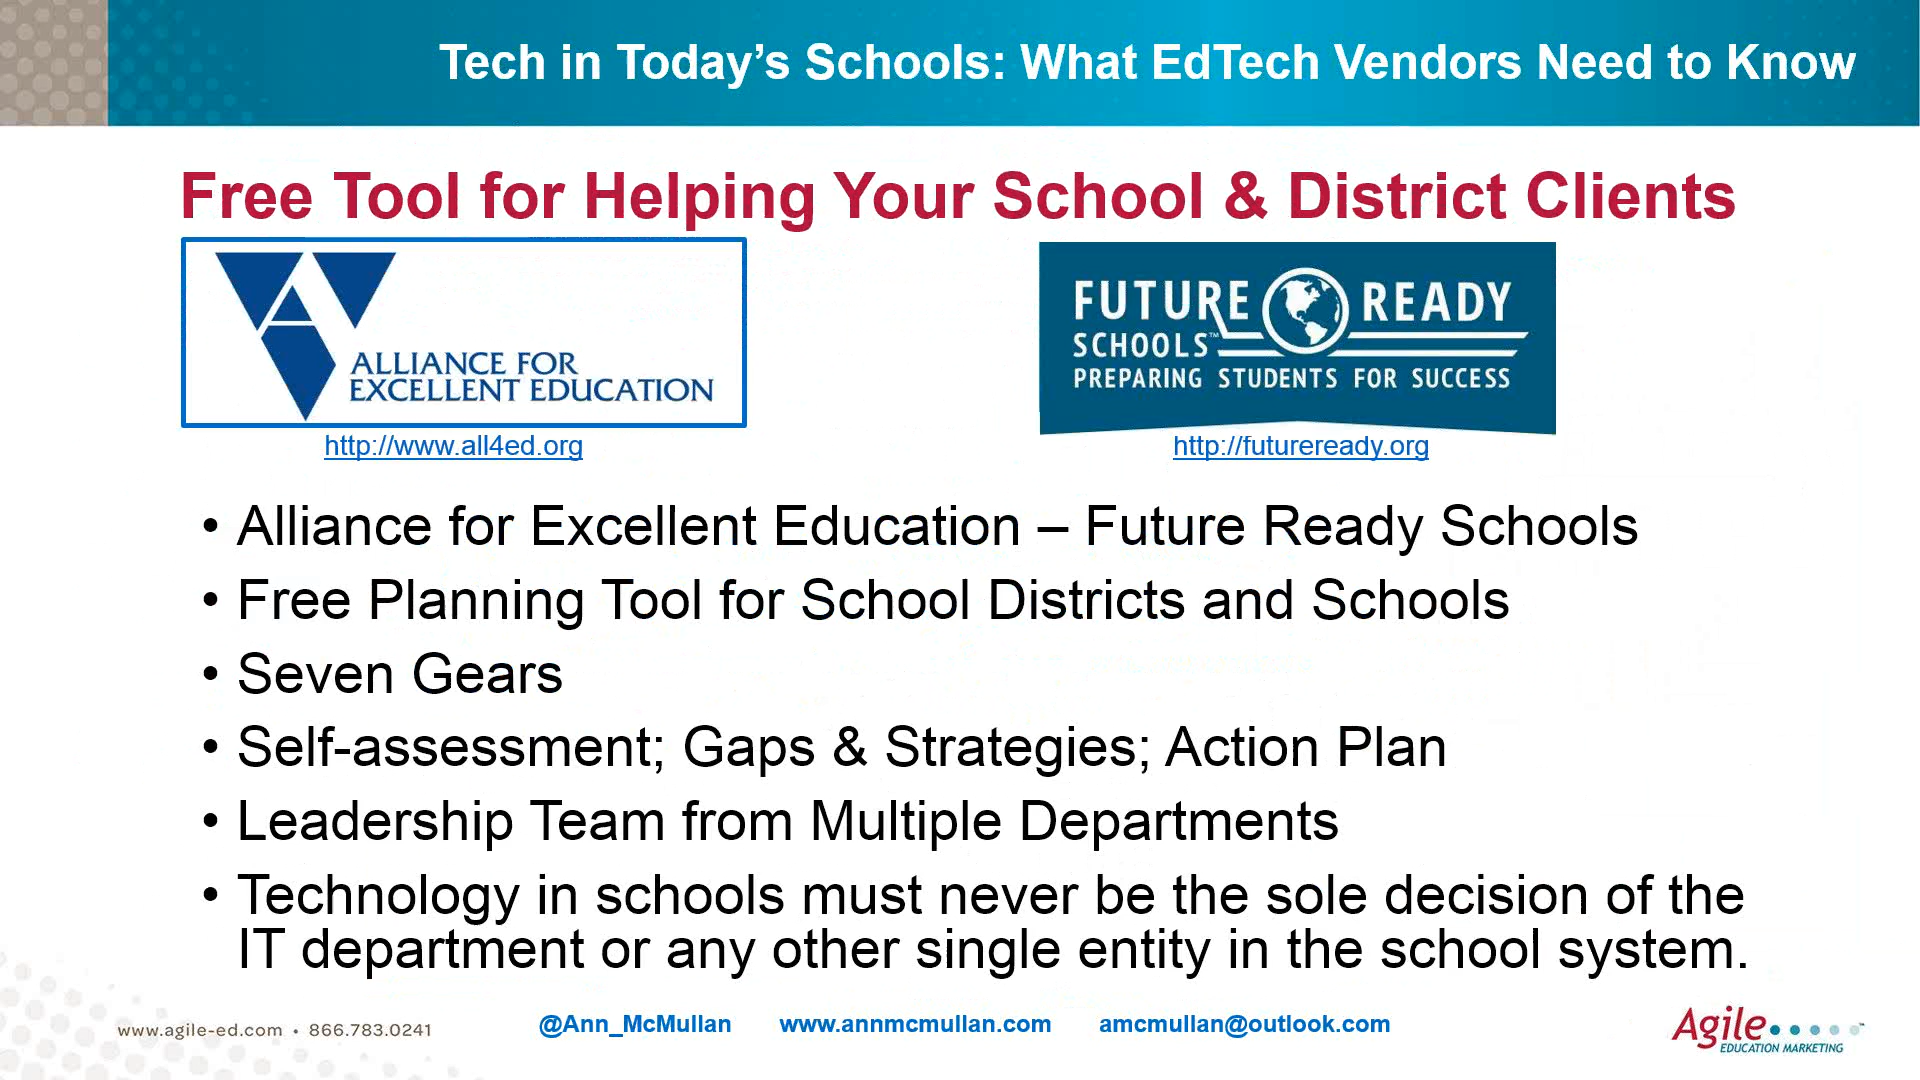 Tech in Today’s Schools: What EdTech Vendors Need to Know
Free Tool for Helping Your School & District Clients
ALLIANCE FOR
EXCELLENT EDUCATION
http://www.all4ed.org
FUTURE READY
SCHOOLS™
PREPARING STUDENTS FOR SUCCESS
http://futureready.org
• Alliance for Excellent Education – Future Ready Schools
• Free Planning Tool for School Districts and Schools
• Seven Gears
• Self-assessment; Gaps & Strategies; Action Plan
• Leadership Team from Multiple Departments
• Technology in schools must never be the sole decision of the
IT department or any other single entity in the school system.
www.agile-ed.com • 866.783.0241
@Ann_McMullan www.annmcmullan.com amcmullan@outlook.com
Agile™
EDUCATION MARKETING